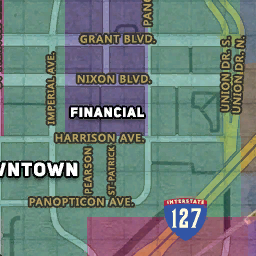 PANO
GRANT BLVD.
UNION DR. S.
UNION DR. N.
IMPERIAL AVE.
NIXON BLVD.
FINANCIAL
HARRISON AVE.
PEARSON
ST. PATRICK
WNTOWN
PANOPTICON AVE.
INTERSTATE
127